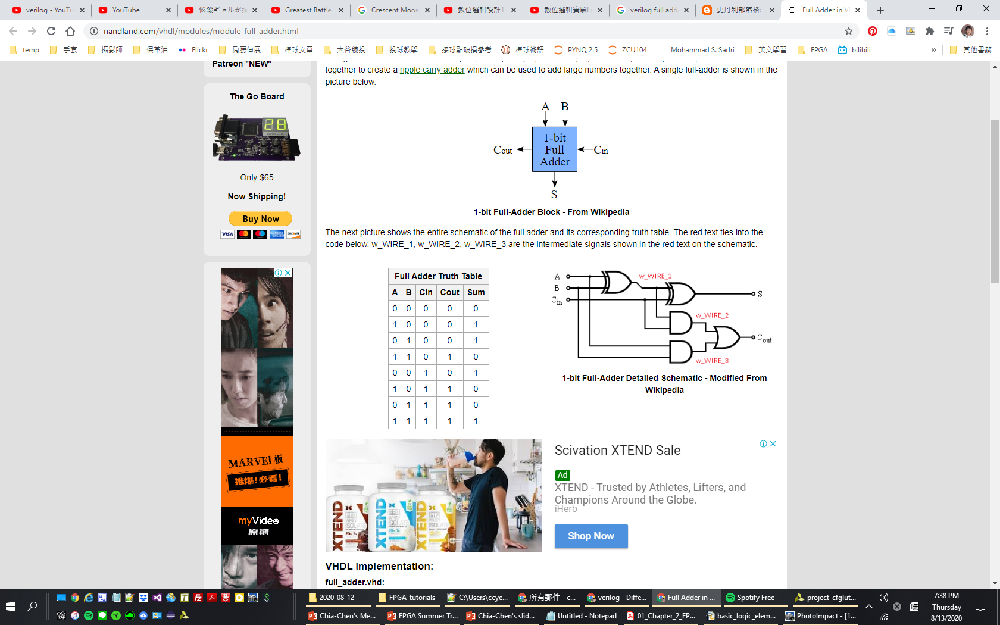 verilog - YouTu
YouTube
悩殺ギャルが挑
Greatest Battle
Crescent Moon
數位邏輯設計1
數位邏輯實驗La
verilog full add
史丹利部落格:
Full Adder in V
nandland.com/vhdl/modules/module-full-adder.html
temp
手套
攝影師
保革油
Flickr
肩膀伸展
棒球文章
大谷練投
投球教學
接球點破損參考
棒球術語
PYNQ 2.5
ZCU104
Mohammad S. Sadri
英文學習
FPGA
bilibili
»
其他書籤
Patreon *NEW*
The Go Board
28
Only $65
Now Shipping!
Buy Now
VISA
DISCOVER
MARVEl 板
推爆!必看!
myVideo
原創
together to create a ripple carry adder which can be used to add large numbers together. A single full-adder is shown in the
picture below.
A B
1-bit
Full
Adder
Cout
Cin
S
1-bit Full-Adder Block - From Wikipedia
The next picture shows the entire schematic of the full adder and its corresponding truth table. The red text ties into the
code below. w_WIRE_1, w_WIRE_2, w_WIRE_3 are the intermediate signals shown in the red text on the schematic.
Full Adder Truth Table
A B Cin Cout Sum
0 0 0 0 0
1 0 0 0 1
0 1 0 0 1
1 1 0 1 0
0 0 1 0 1
1 0 1 1 0
0 1 1 1 0
1 1 1 1 1
A
B
Cin
w_WIRE_1
S
w_WIRE_2
Cout
w_WIRE_3
1-bit Full-Adder Detailed Schematic - Modified From
Wikipedia
XTEND
XTEND
XTEND
PRO
WHEY
ISOLATE
Scivation XTEND Sale
Ad
XTEND - Trusted by Athletes, Lifters, and
Champions Around the Globe.
iHerb
Shop Now
VHDL Implementation:
full_adder.vhd:
2020-08-12
FPGA_tutorials
C:\Users\ccye...
所有郵件 - c...
verilog - Diffe...
Full Adder in ...
Spotify Free
project_cfglut...
Chia-Chen's Me...
FPGA Summer Tr...
Chia-Chen's slid...
Untitled - Notepad
01_Chapter_2_FP...
basic_logic_elem...
PhotoImpact - [1...
7:38 PM
Thursday
8/13/2020